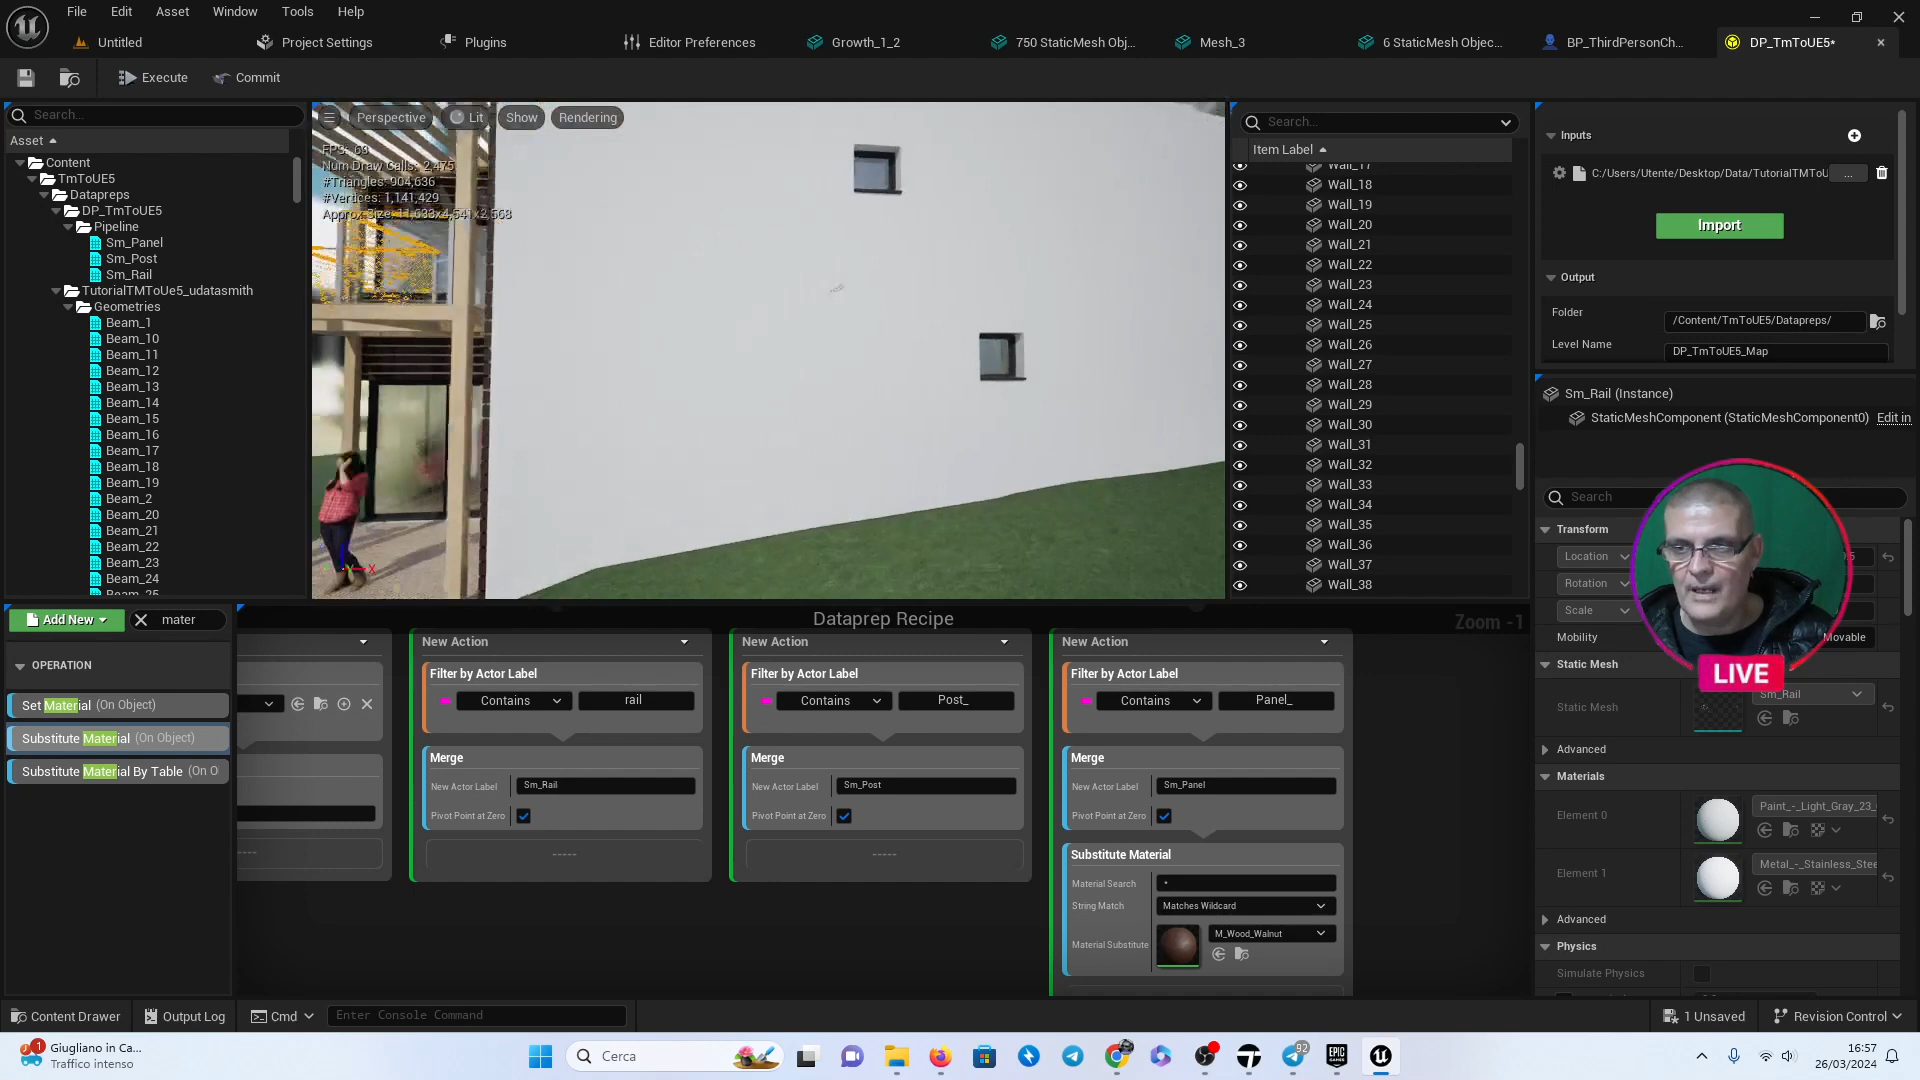 File Edit Asset Window Tools Help
Untitled Project Settings Plugins Editor Preferences Growth_1_2 750 StaticMesh Obj... Mesh_3 6 StaticMesh Objec... BP_ThirdPersonCh... DP_TmToUE5*
Execute Commit
Search...
Asset
Content
TmToUE5
Datapreps
DP_TmToUE5
Pipeline
Sm_Panel
Sm_Post
Sm_Rail
TutorialTMToUe5_udatasmith
Geometries
Beam_1
Beam_10
Beam_11
Beam_12
Beam_13
Beam_14
Beam_15
Beam_16
Beam_17
Beam_18
Beam_19
Beam_2
Beam_20
Beam_21
Beam_22
Beam_23
Beam_24
Beam_25
Perspective Lit Show Rendering
FPS: 60
Num Draw Calls: 2,475
#Triangles: 904,636
#Vertices: 1,141,429
Approx Size: 11,633x4,541x2,568
X
Search...
Item Label
Wall_17
Wall_18
Wall_19
Wall_20
Wall_21
Wall_22
Wall_23
Wall_24
Wall_25
Wall_26
Wall_27
Wall_28
Wall_29
Wall_30
Wall_31
Wall_32
Wall_33
Wall_34
Wall_35
Wall_36
Wall_37
Wall_38
Inputs
C:/Users/Utente/Desktop/Data/TutorialTMToU ...
Import
Output
Folder /Content/TmToUE5/Datapreps/
Level Name DP_TmToUE5_Map
Sm_Rail (Instance)
StaticMeshComponent (StaticMeshComponent0) Edit in
Search
Transform
Location
Rotation
Scale
Mobility Movable
LIVE
Static Mesh
Static Mesh Sm_Rail
Advanced
Materials
Element 0 Paint_-_Light_Gray_23_
Element 1 Metal_-_Stainless_Stee
Advanced
Physics
Simulate Physics
Add New mater
OPERATION
Set Material (On Object)
Substitute Material (On Object)
Substitute Material By Table (On O
Dataprep Recipe
Zoom -1
New Action
Filter by Actor Label
Contains rail
Merge
New Actor Label Sm_Rail
Pivot Point at Zero
-----
New Action
Filter by Actor Label
Contains Post_
Merge
New Actor Label Sm_Post
Pivot Point at Zero
-----
New Action
Filter by Actor Label
Contains Panel_
Merge
New Actor Label Sm_Panel
Pivot Point at Zero
Substitute Material
Material Search *
String Match Matches Wildcard
Material Substitute M_Wood_Walnut
Content Drawer Output Log Cmd Enter Console Command 1 Unsaved Revision Control
1 Giugliano in Ca...
Traffico intenso
Cerca
92
16:57
26/03/2024